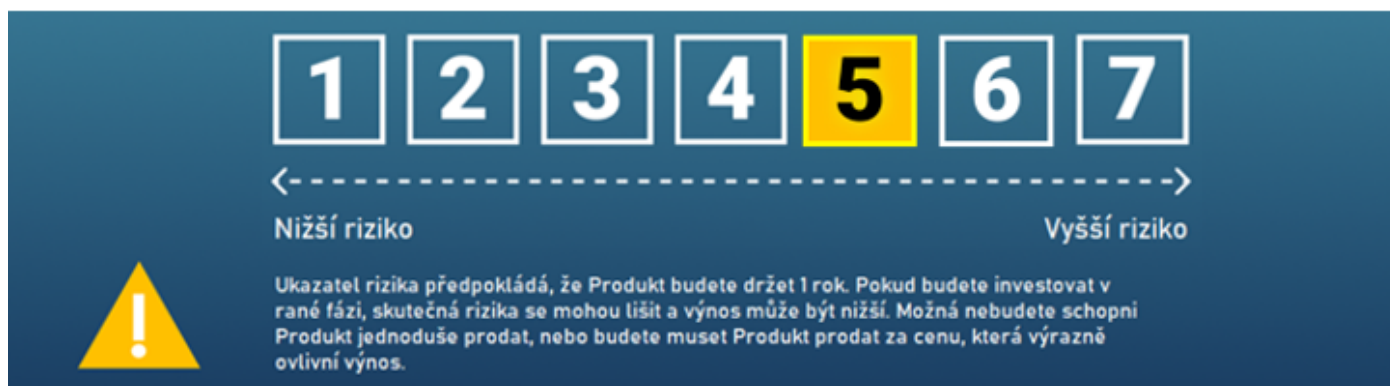 1 2 3 4 5 6 7
Nižší riziko Vyšší riziko
Ukazatel rizika předpokládá, že Produkt budete držet 1 rok. Pokud budete investovat v
rané fázi, skutečná rizika se mohou lišit a výnos může být nižší. Možná nebudete schopni
Produkt jednoduše prodat, nebo budete muset Produkt prodat za cenu, která výrazně
ovlivní výnos.
!